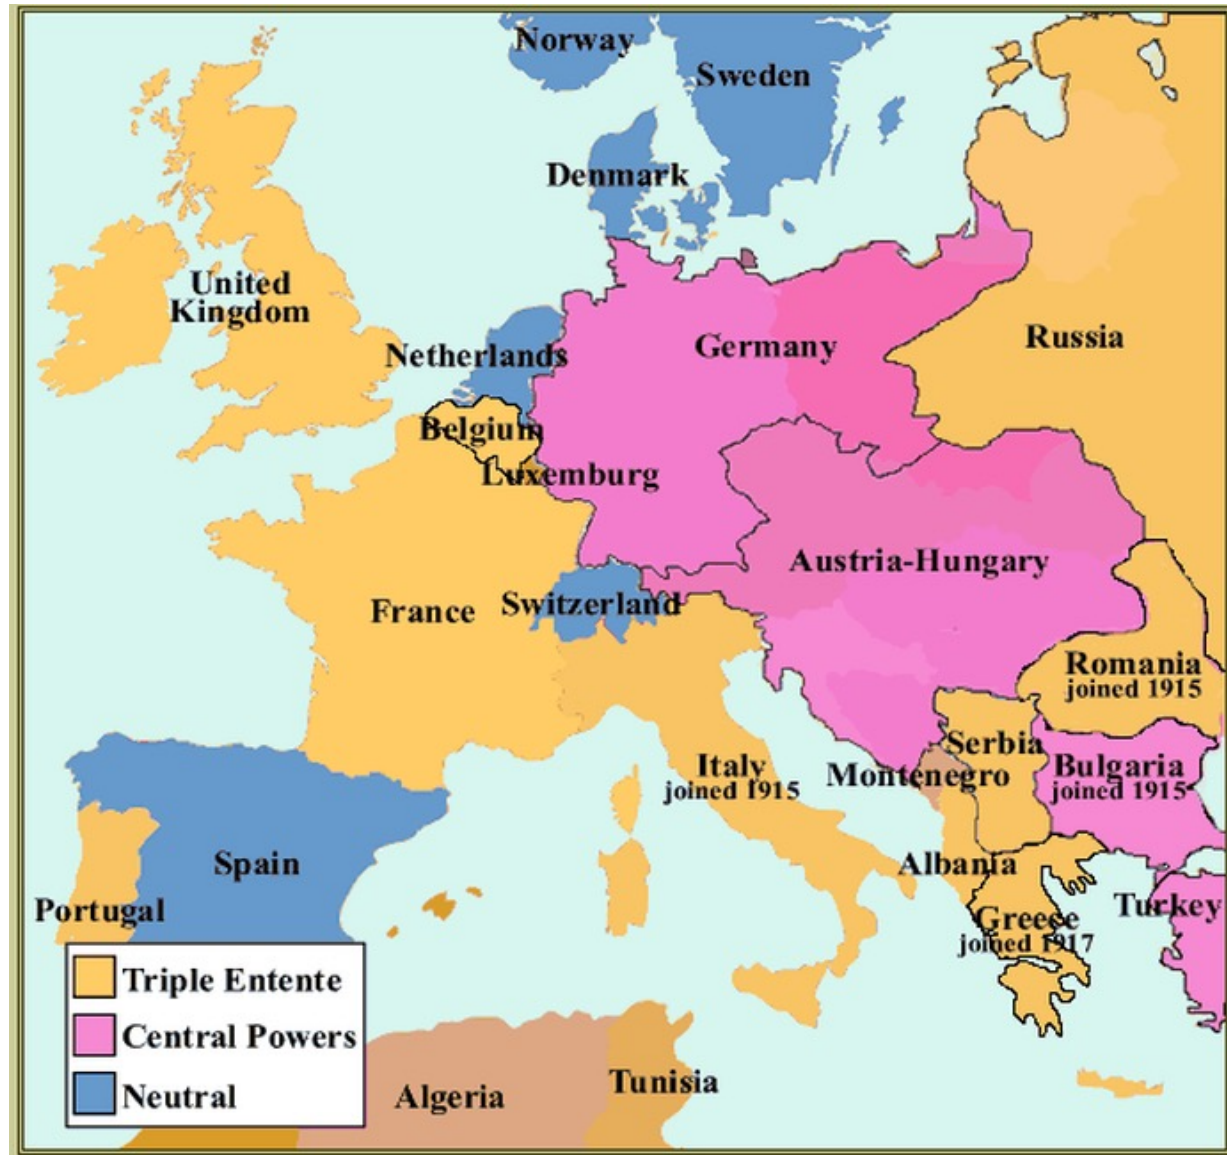 Norway
Sweden
Denmark
United
Kingdom
Netherlands
Germany
Russia
Belgium
Luxemburg
Austria-Hungary
France
Switzerland
Romania
joined 1915
Serbia
Italy
joined 1915
Montenegro
Bulgaria
joined 1915
Spain
Albania
Portugal
Greece
joined 1917
Turkey
Triple Entente
Central Powers
Neutral
Algeria
Tunisia